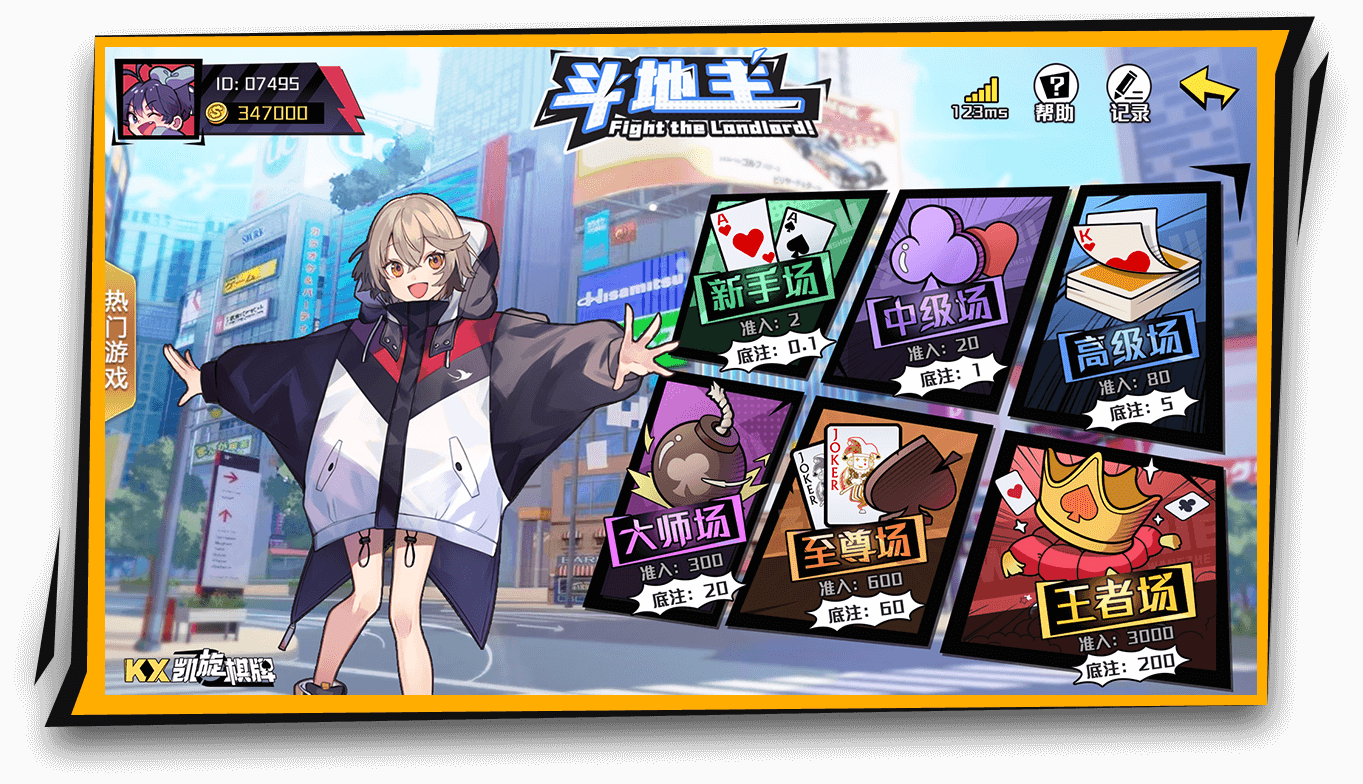 ID: 07495
347000
斗地主
Fight the Landlord!
123ms
帮助
记录
热门游戏
Hisamitsu
新手场
准入: 2
底注: 0.1
中级场
准入: 20
底注: 1
高级场
准入: 80
底注: 5
大师场
准入: 300
底注: 20
至尊场
准入: 600
底注: 60
王者场
准入: 3000
底注: 200
A
A
K
JOKER
JOKER
KX凯旋棋牌